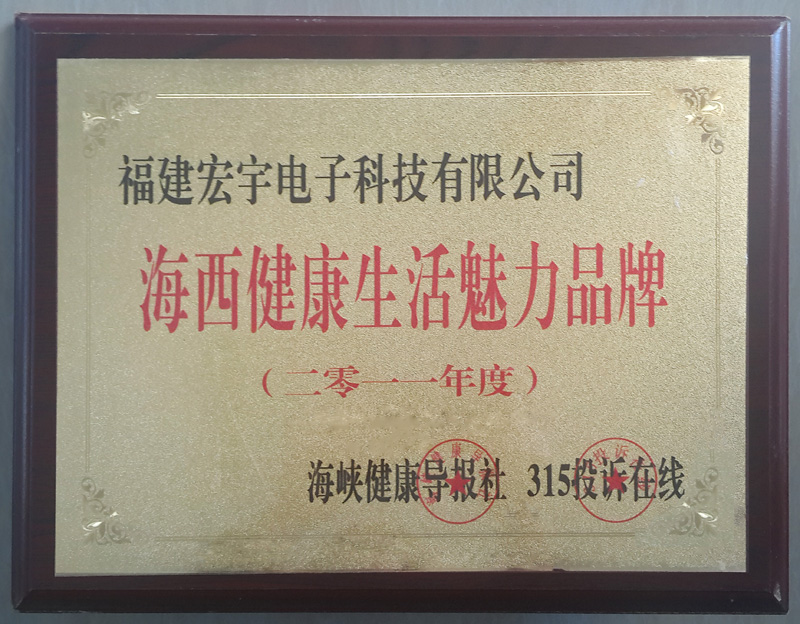 福建宏宇电子科技有限公司
海西健康生活魅力品牌
（二零一一年度）
海峡健康导报社 315投诉在线